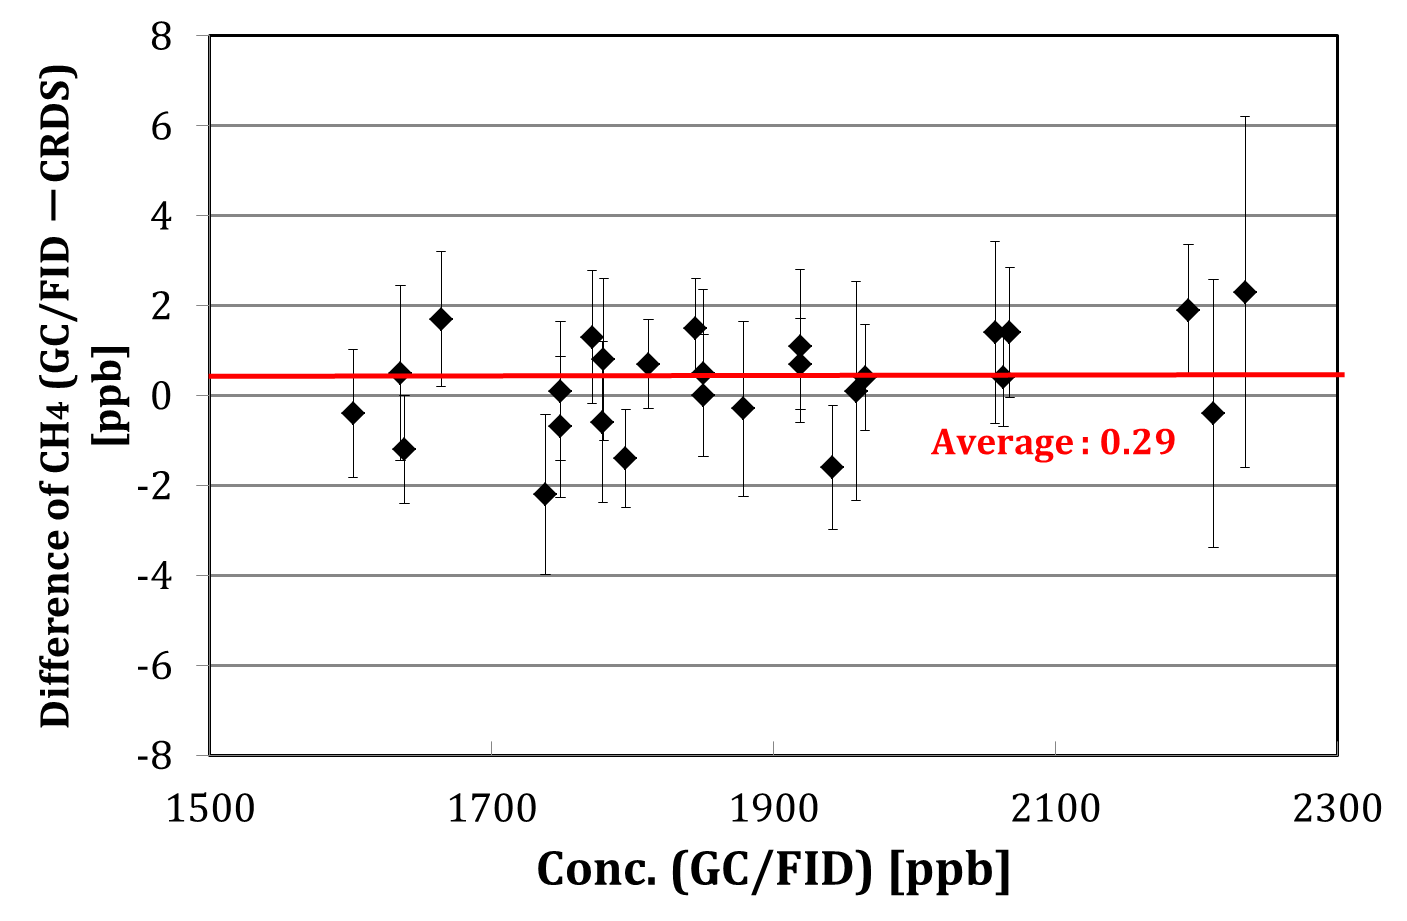 Difference of CH₄ (GC/FID －CRDS)
[ppb]
8
6
4
2
0
-2
-4
-6
-8
Average : 0.29
1500 1700 1900 2100 2300
Conc. (GC/FID) [ppb]